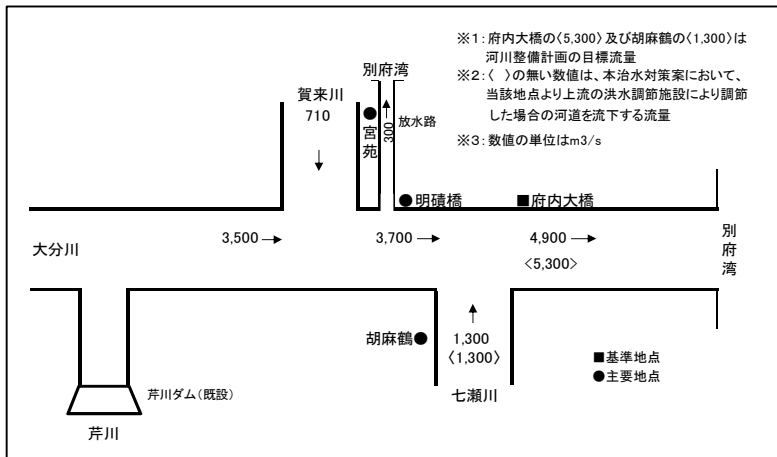 ※1:府内大橋の〈5,300〉及び胡麻鶴の〈1,300〉は
河川整備計画の目標流量
※2:〈 〉の無い数値は、本治水対策案において、
当該地点より上流の洪水調節施設により調節
した場合の河道を流下する流量
※3:数値の単位はm3/s
別府湾
賀来川
710
↓
●
宮苑
300→
放水路
●明磧橋
■府内大橋
大分川
3,500→
3,700→
4,900→
〈5,300〉
別府湾
胡麻鶴●
↑
1,300
〈1,300〉
七瀬川
■基準地点
●主要地点
芹川ダム(既設)
芹川